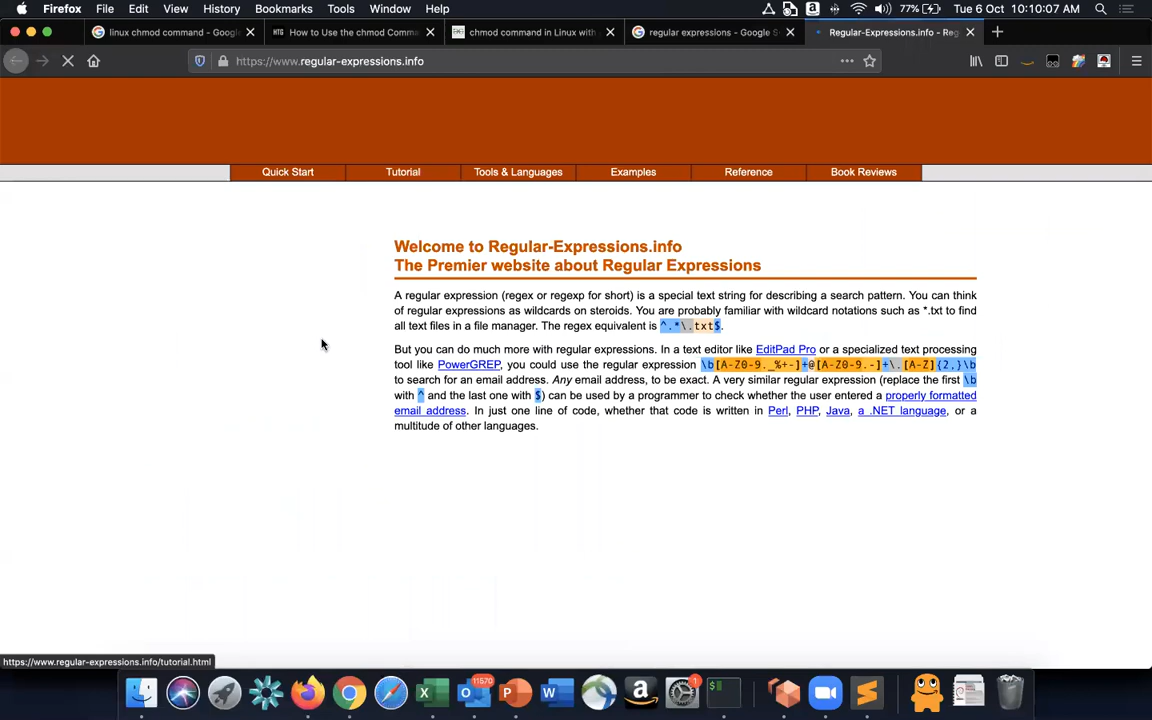 Firefox File Edit View History Bookmarks Tools Window Help 77% Tue 6 Oct 10:10:07 AM
linux chmod command - Google
HTG How to Use the chmod Comma
chmod command in Linux with
regular expressions - Google S
Regular-Expressions.info - Reg
https://www.regular-expressions.info
Quick Start Tutorial Tools & Languages Examples Reference Book Reviews
Welcome to Regular-Expressions.info
The Premier website about Regular Expressions
A regular expression (regex or regexp for short) is a special text string for describing a search pattern. You can think
of regular expressions as wildcards on steroids. You are probably familiar with wildcard notations such as *.txt to find
all text files in a file manager. The regex equivalent is ^.*\.txt$.
But you can do much more with regular expressions. In a text editor like EditPad Pro or a specialized text processing
tool like PowerGREP, you could use the regular expression \b[A-Z0-9._%+-]+@[A-Z0-9.-]+\.[A-Z]{2,}\b
to search for an email address. Any email address, to be exact. A very similar regular expression (replace the first \b
with ^ and the last one with $) can be used by a programmer to check whether the user entered a properly formatted
email address. In just one line of code, whether that code is written in Perl, PHP, Java, a .NET language, or a
multitude of other languages.
https://www.regular-expressions.info/tutorial.html
11570
1